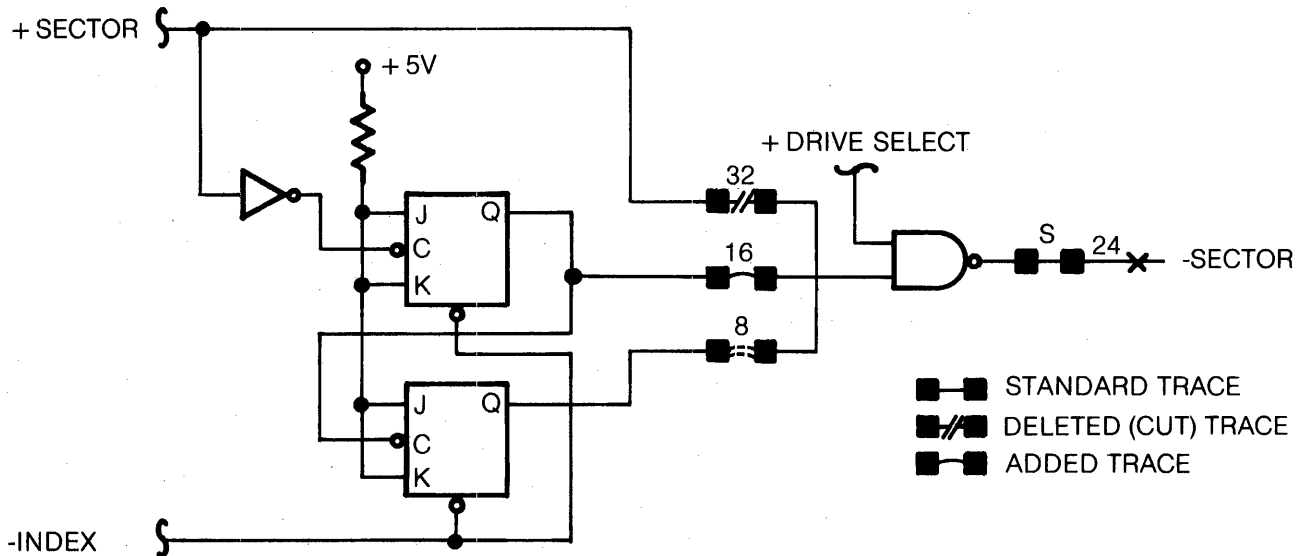 + SECTOR
+ 5V
+ DRIVE SELECT
32
J Q
C
K
16
S
24
-SECTOR
8
J Q
C
K
STANDARD TRACE
DELETED (CUT) TRACE
ADDED TRACE
-INDEX